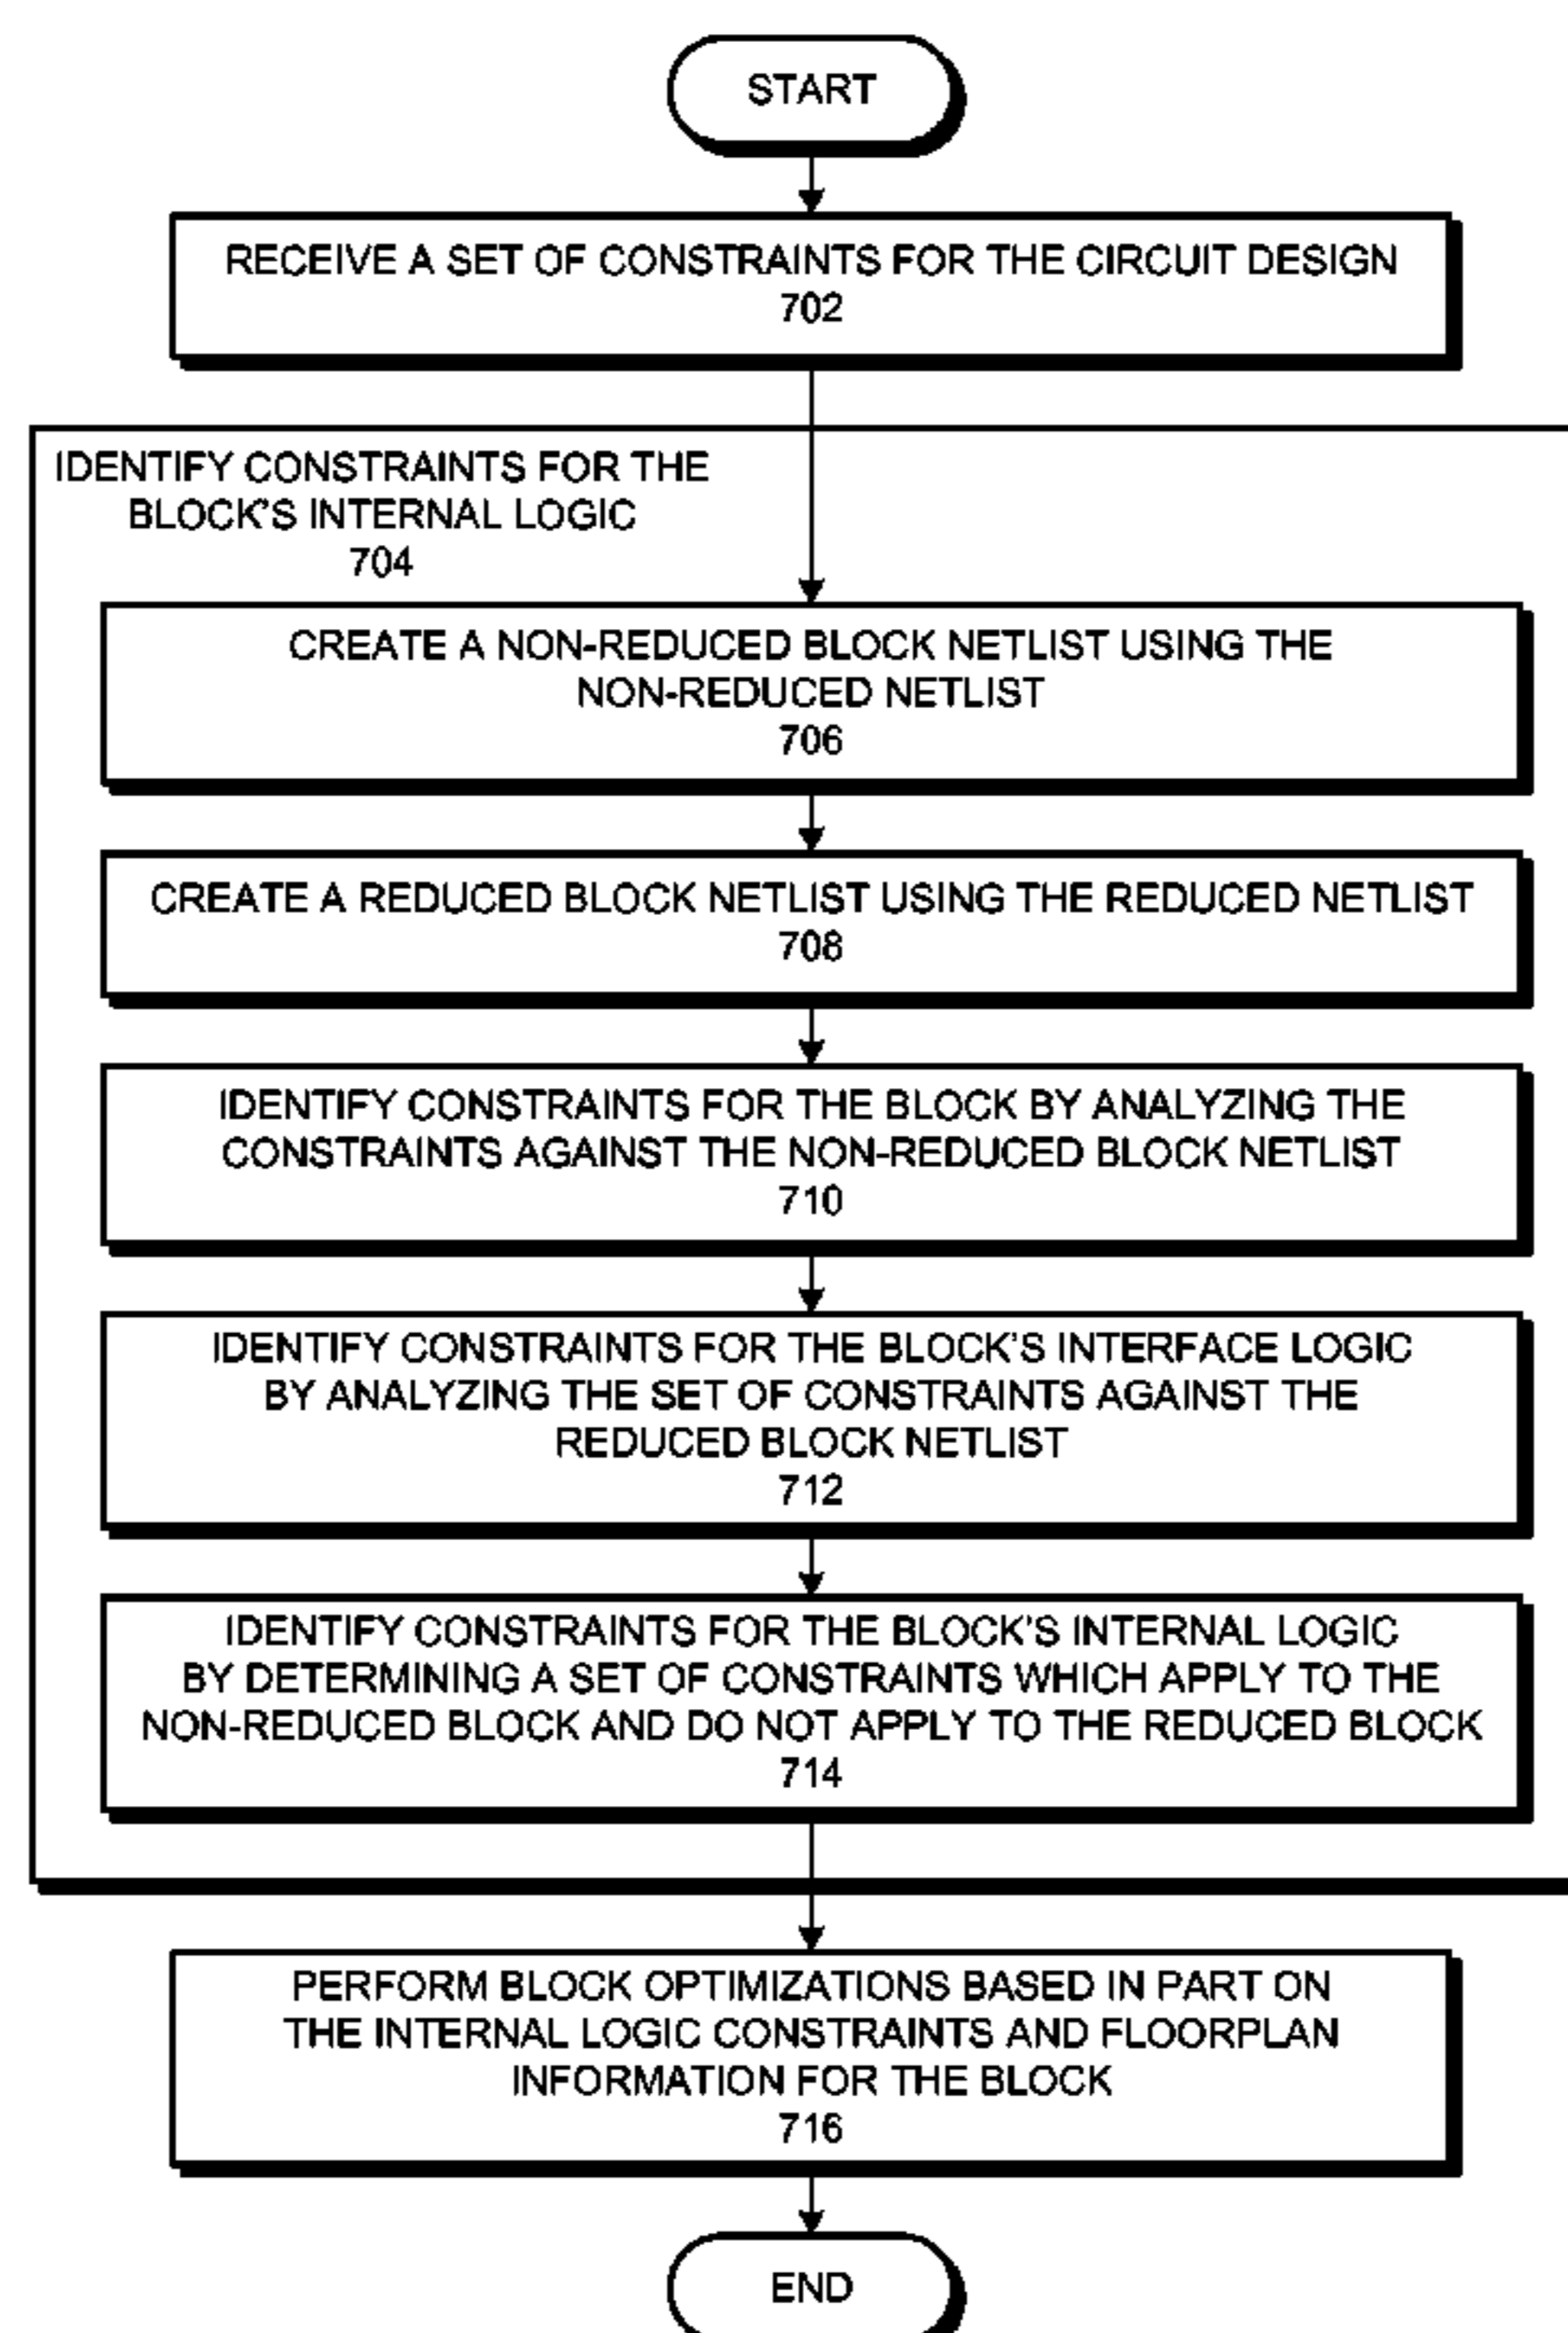 START
RECEIVE A SET OF CONSTRAINTS FOR THE CIRCUIT DESIGN
702
IDENTIFY CONSTRAINTS FOR THE
BLOCK'S INTERNAL LOGIC
704
CREATE A NON-REDUCED BLOCK NETLIST USING THE
NON-REDUCED NETLIST
706
CREATE A REDUCED BLOCK NETLIST USING THE REDUCED NETLIST
708
IDENTIFY CONSTRAINTS FOR THE BLOCK BY ANALYZING THE
CONSTRAINTS AGAINST THE NON-REDUCED BLOCK NETLIST
710
IDENTIFY CONSTRAINTS FOR THE BLOCK'S INTERFACE LOGIC
BY ANALYZING THE SET OF CONSTRAINTS AGAINST THE
REDUCED BLOCK NETLIST
712
IDENTIFY CONSTRAINTS FOR THE BLOCK'S INTERNAL LOGIC
BY DETERMINING A SET OF CONSTRAINTS WHICH APPLY TO THE
NON-REDUCED BLOCK AND DO NOT APPLY TO THE REDUCED BLOCK
714
PERFORM BLOCK OPTIMIZATIONS BASED IN PART ON
THE INTERNAL LOGIC CONSTRAINTS AND FLOORPLAN
INFORMATION FOR THE BLOCK
716
END